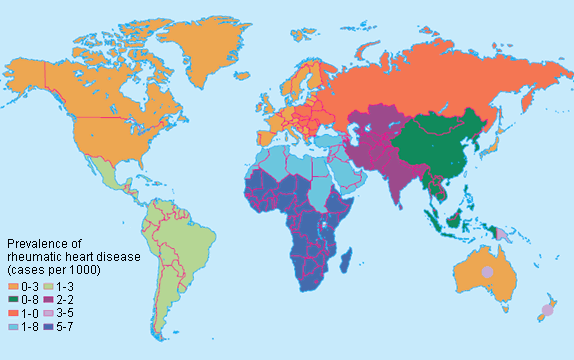 Prevalence of
rheumatic heart disease
(cases per 1000)
0-3 1-3
0-8 2-2
1-0 3-5
1-8 5-7